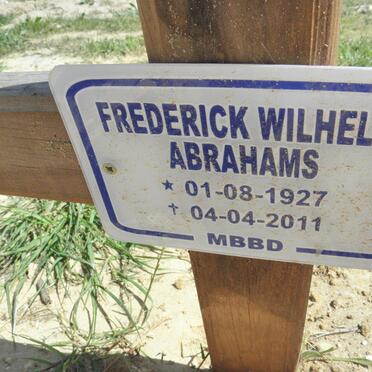 FREDERICK WILHEL
ABRAHAMS
★ 01-08-1927
† 04-04-2011
MBBD